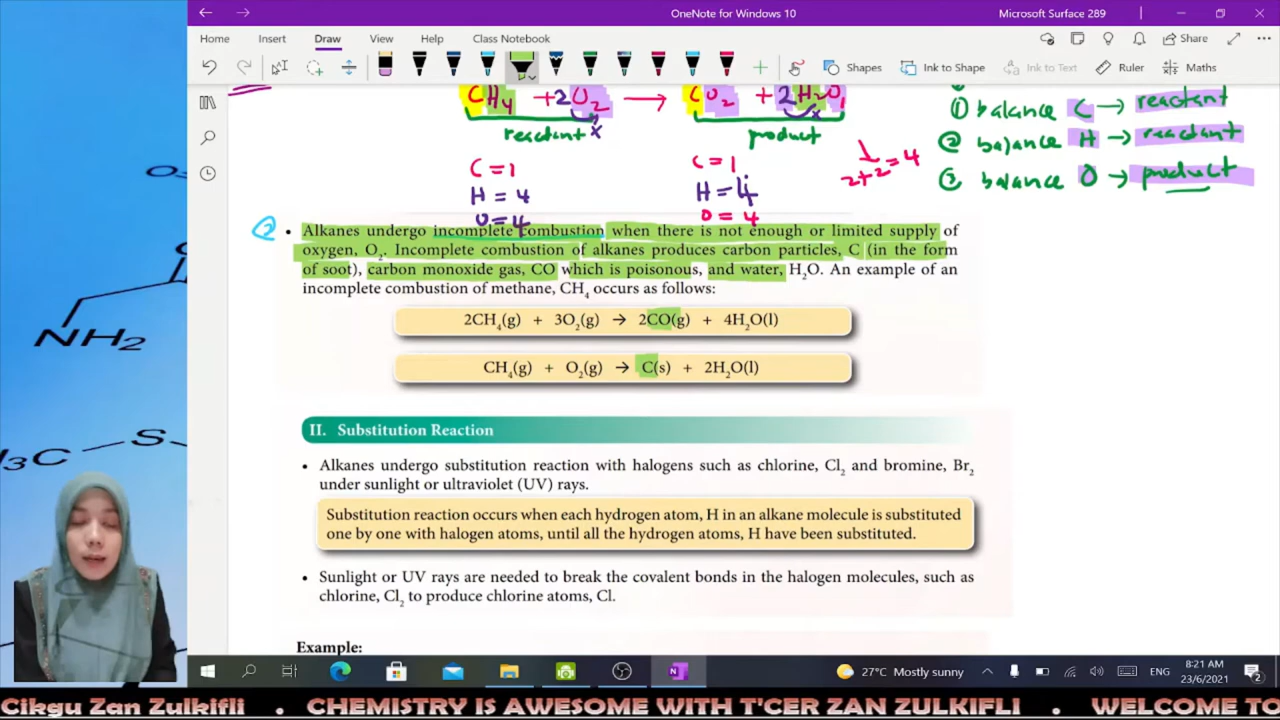 OneNote for Windows 10
Microsoft Surface 289
Home Insert Draw View Help Class Notebook
Share
Shapes Ink to Shape Ink to Text Ruler Maths
CH4 + 2O2 → CO2 + 2H2O
reactant x
product
C = 1
H = 4
O = 4
C = 1
H = 4
O = 4
2+2 = 4
① balance C → reactant
② balance H → reactant
③ balance O → product
② • Alkanes undergo incomplete combustion when there is not enough or limited supply of
oxygen, O₂. Incomplete combustion of alkanes produces carbon particles, C (in the form
of soot), carbon monoxide gas, CO which is poisonous, and water, H₂O. An example of an
incomplete combustion of methane, CH₄ occurs as follows:
2CH₄(g) + 3O₂(g) → 2CO(g) + 4H₂O(l)
CH₄(g) + O₂(g) → C(s) + 2H₂O(l)
II. Substitution Reaction
• Alkanes undergo substitution reaction with halogens such as chlorine, Cl₂ and bromine, Br₂
under sunlight or ultraviolet (UV) rays.
Substitution reaction occurs when each hydrogen atom, H in an alkane molecule is substituted
one by one with halogen atoms, until all the hydrogen atoms, H have been substituted.
• Sunlight or UV rays are needed to break the covalent bonds in the halogen molecules, such as
chlorine, Cl₂ to produce chlorine atoms, Cl.
Example:
NH₂
₃C S
27°C Mostly sunny
ENG
8:21 AM
23/6/2021
2
Cikgu Zan Zulkifli • CHEMISTRY IS AWESOME WITH T'CER ZAN ZULKIFLI • WELCOME TO